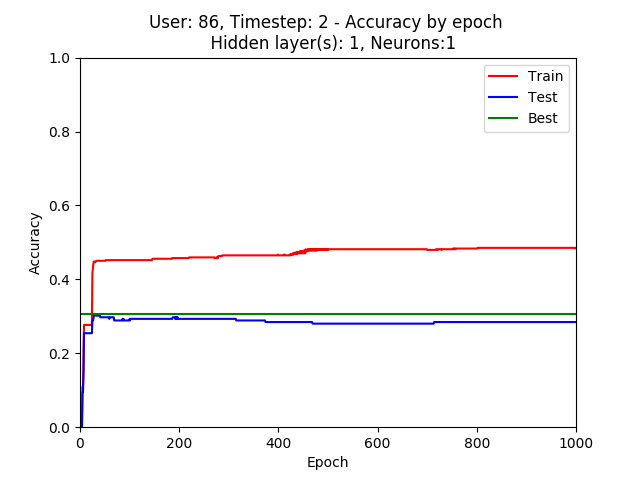 User: 86, Timestep: 2 - Accuracy by epoch
Hidden layer(s): 1, Neurons:1
1.0
Train
Test
Best
0.8
0.6
Accuracy
0.4
0.2
0.0
0 200 400 600 800 1000
Epoch